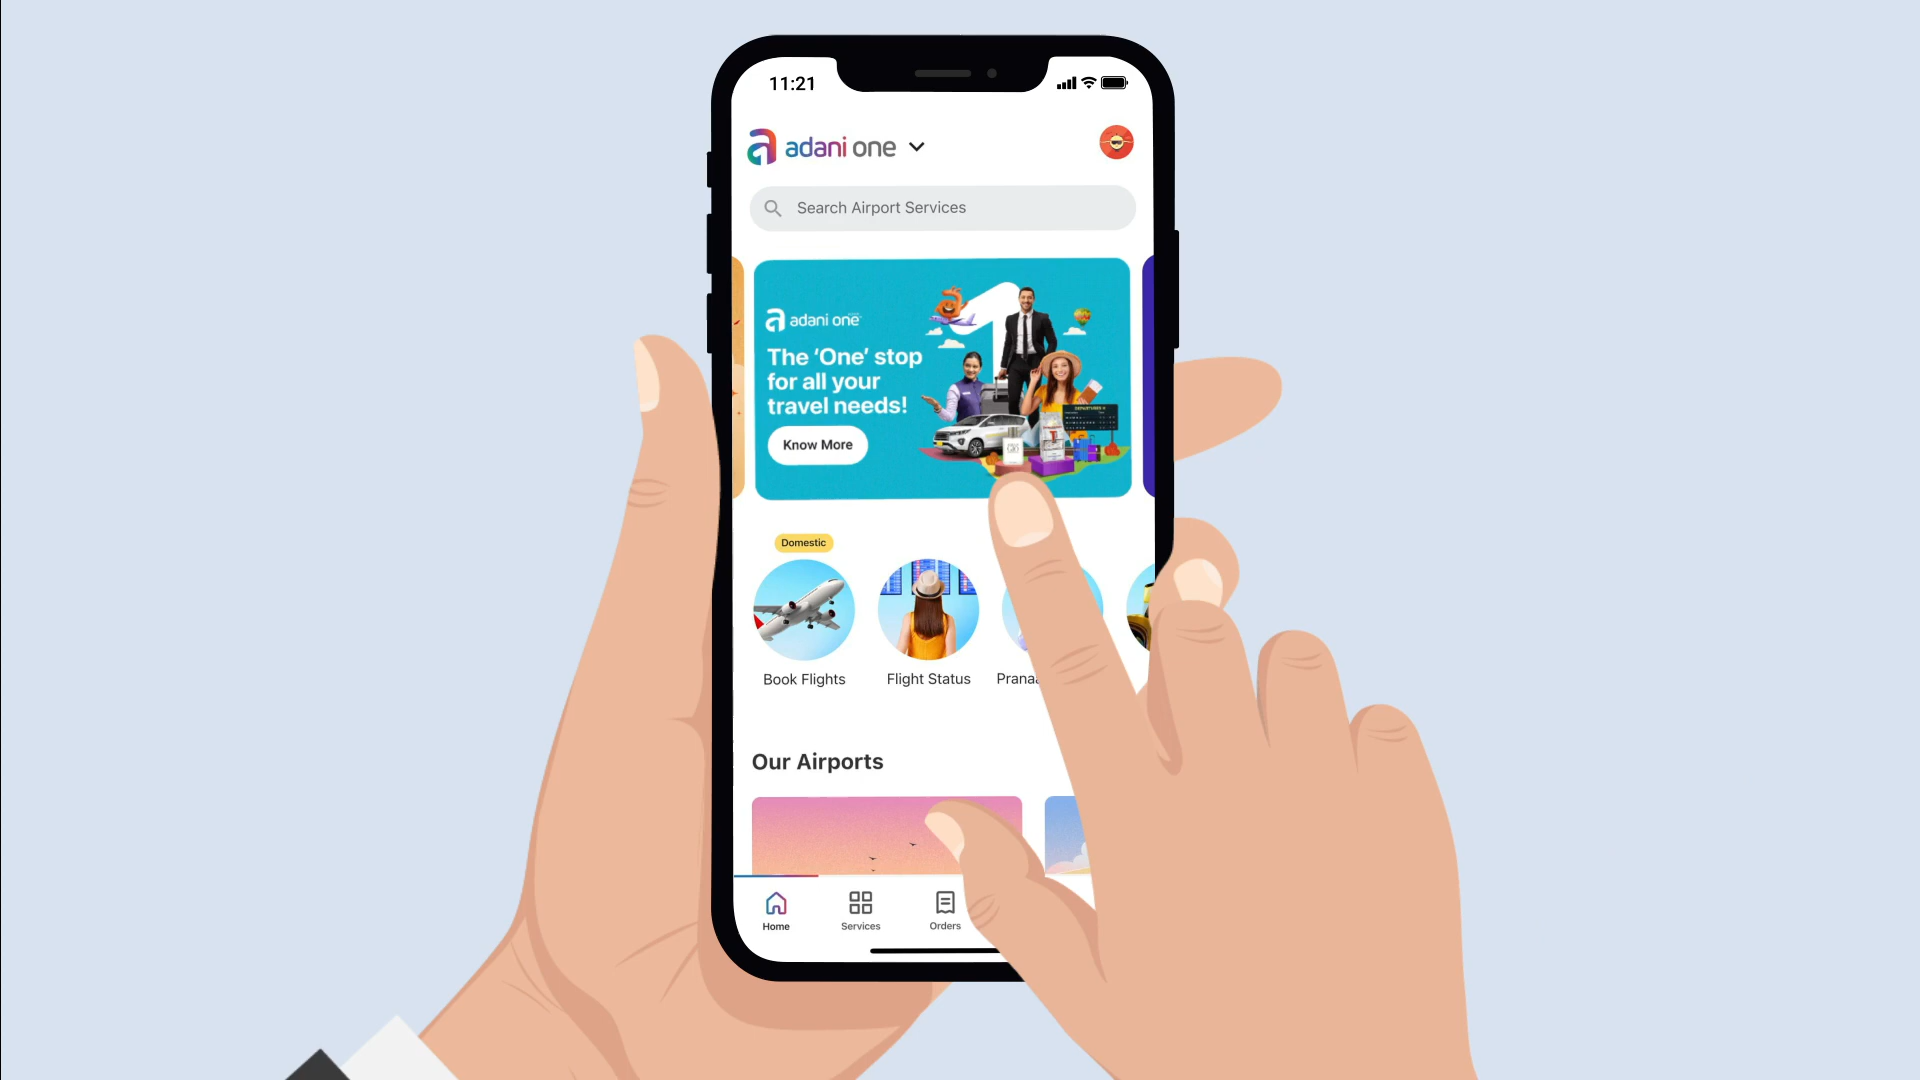 11:21
adani one
Search Airport Services
adani one
The ‘One’ stop
for all your
travel needs!
Know More
DEPARTURES
Domestic
Book Flights
Flight Status
Our Airports
Home
Services
Orders